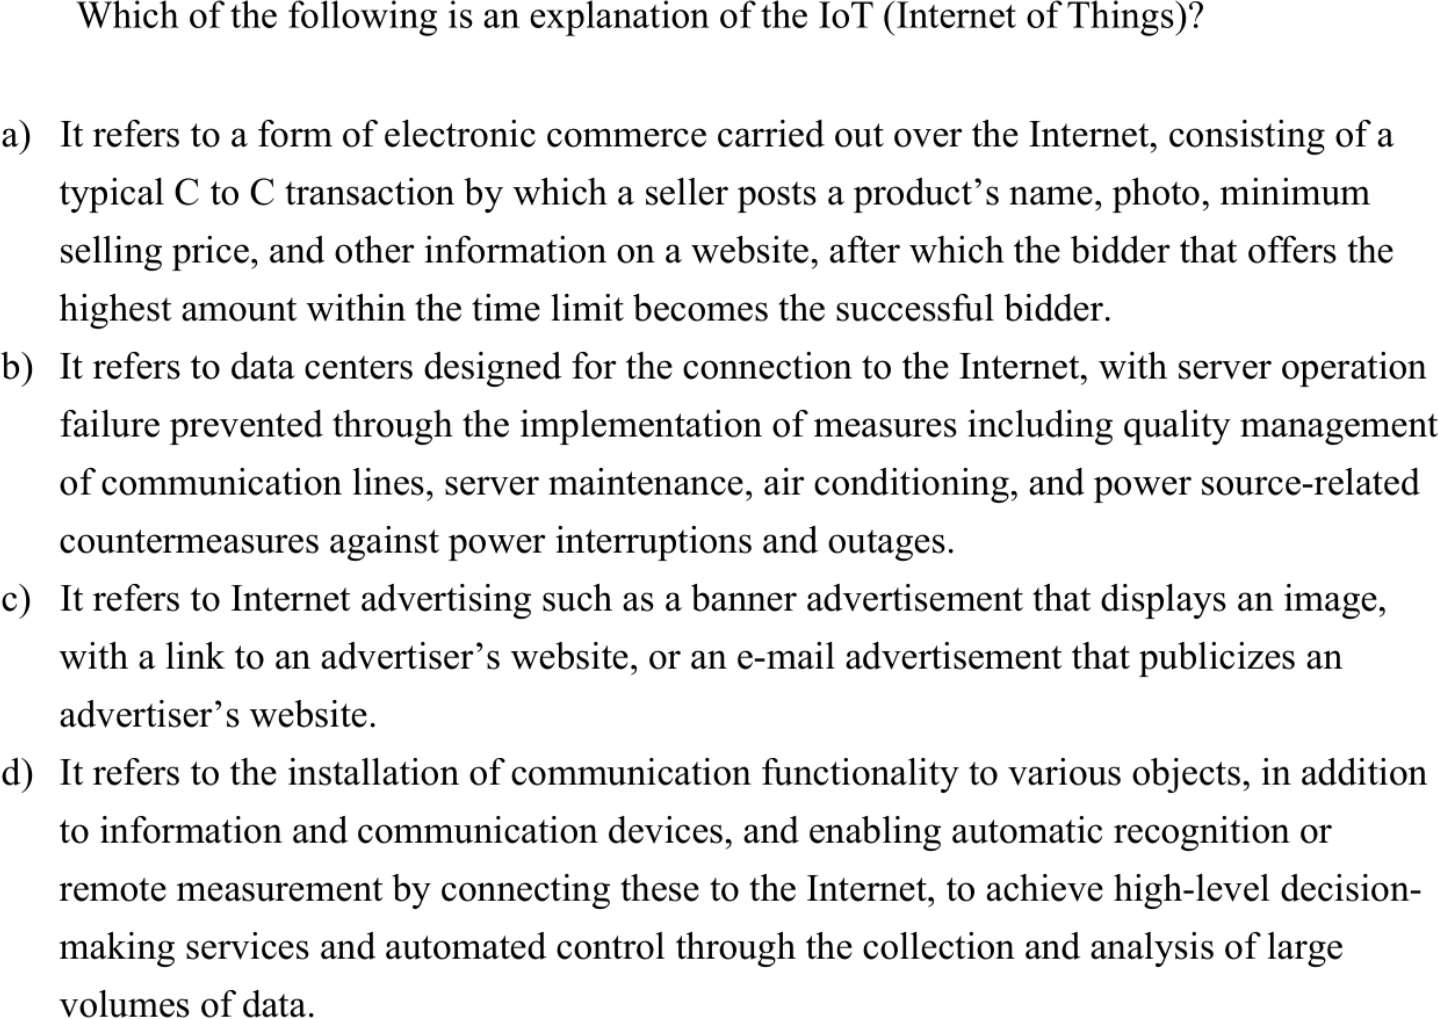 Which of the following is an explanation of the IoT (Internet of Things)?
a) It refers to a form of electronic commerce carried out over the Internet, consisting of a
typical C to C transaction by which a seller posts a product’s name, photo, minimum
selling price, and other information on a website, after which the bidder that offers the
highest amount within the time limit becomes the successful bidder.
b) It refers to data centers designed for the connection to the Internet, with server operation
failure prevented through the implementation of measures including quality management
of communication lines, server maintenance, air conditioning, and power source-related
countermeasures against power interruptions and outages.
c) It refers to Internet advertising such as a banner advertisement that displays an image,
with a link to an advertiser’s website, or an e-mail advertisement that publicizes an
advertiser’s website.
d) It refers to the installation of communication functionality to various objects, in addition
to information and communication devices, and enabling automatic recognition or
remote measurement by connecting these to the Internet, to achieve high-level decision-
making services and automated control through the collection and analysis of large
volumes of data.